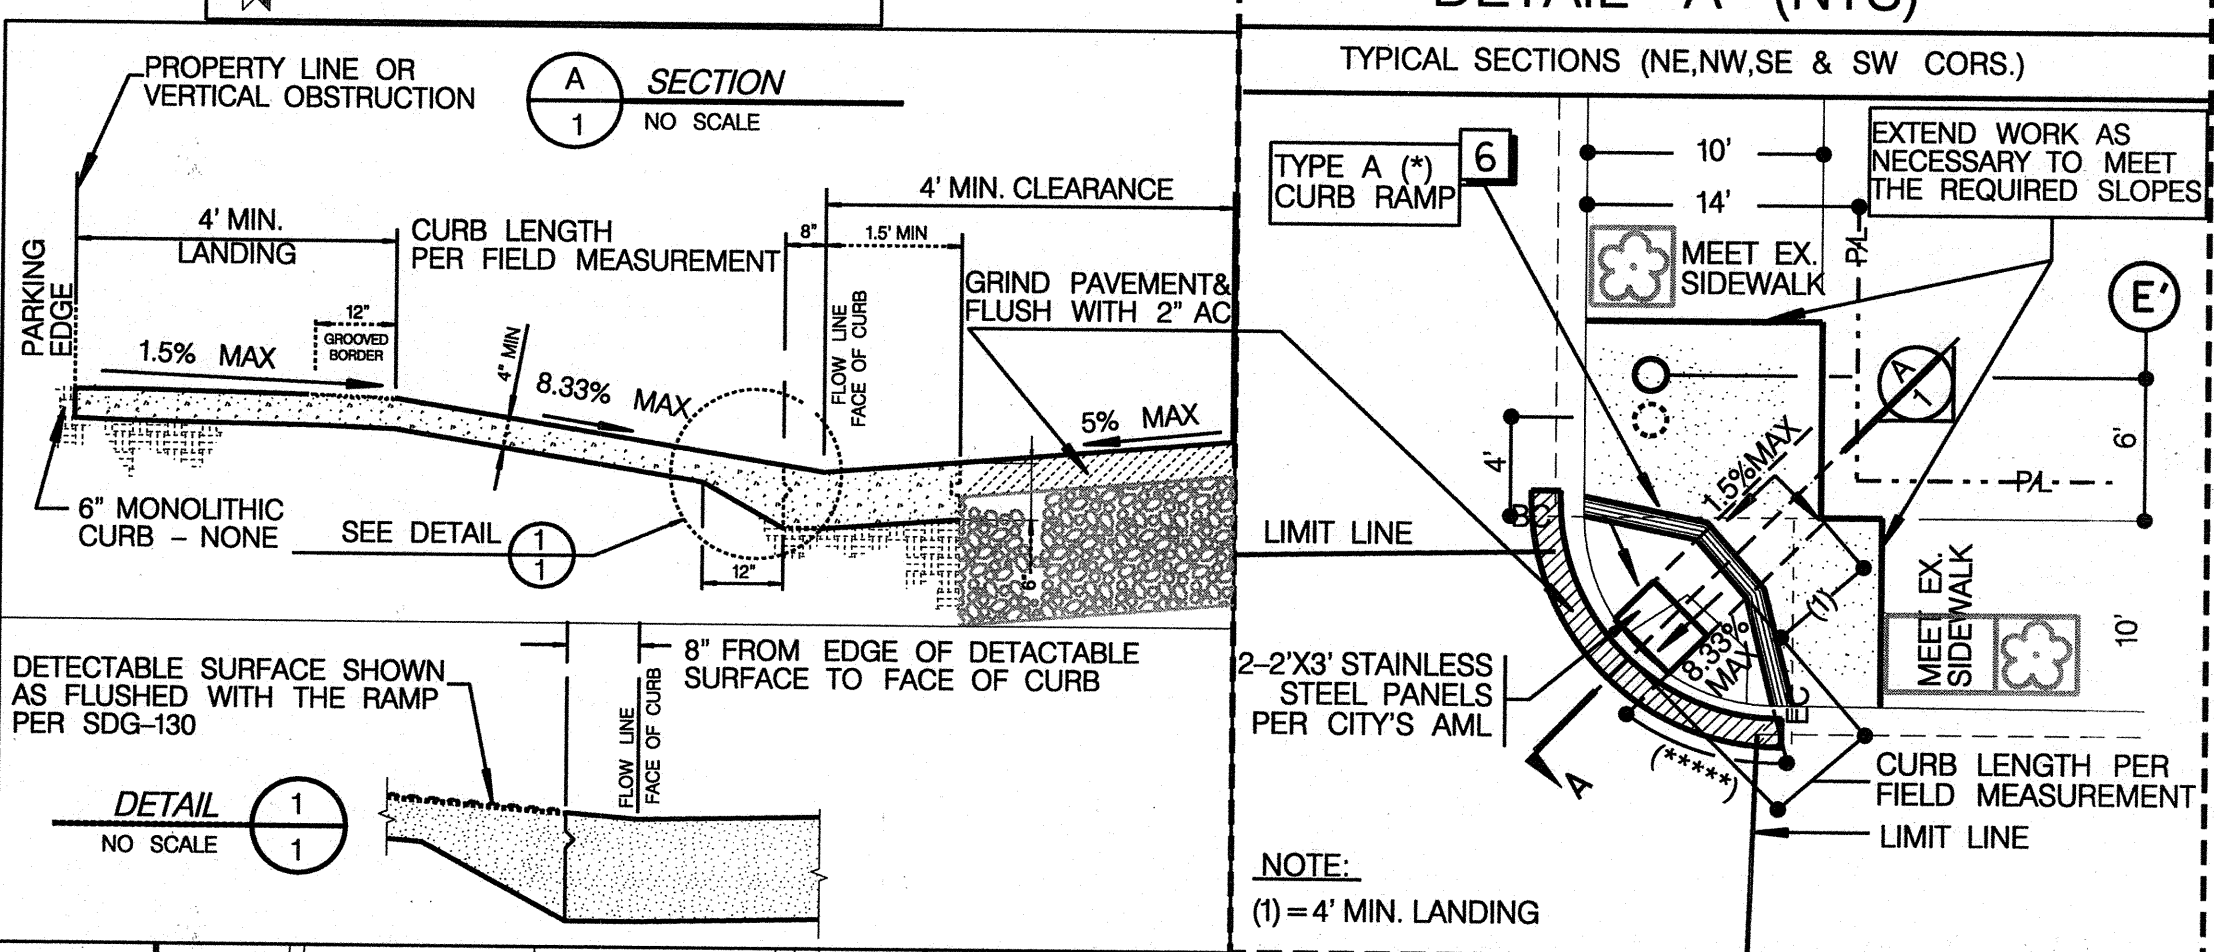 DETAIL "A" (NTS)
TYPICAL SECTIONS (NE,NW,SE & SW CORS.)
PROPERTY LINE OR
VERTICAL OBSTRUCTION
A
1
SECTION
NO SCALE
4' MIN. CLEARANCE
4' MIN.
LANDING
CURB LENGTH
PER FIELD MEASUREMENT
8"
1.5' MIN
GRIND PAVEMENT&
FLUSH WITH 2" AC
PARKING
EDGE
12"
GROOVED
BORDER
1.5% MAX
4" MIN
8.33% MAX
FLOW LINE
FACE OF CURB
5% MAX
6" MONOLITHIC
CURB – NONE
SEE DETAIL
1
1
12"
6"
DETECTABLE SURFACE SHOWN
AS FLUSHED WITH THE RAMP
PER SDG–130
8" FROM EDGE OF DETACTABLE
SURFACE TO FACE OF CURB
FLOW LINE
FACE OF CURB
DETAIL
NO SCALE
1
1
TYPE A (*)
CURB RAMP
6
10'
14'
EXTEND WORK AS
NECESSARY TO MEET
THE REQUIRED SLOPES
MEET EX.
SIDEWALK
P/L
E'
A
1
4'
6'
1.5%MAX
P/L
LIMIT LINE
(1)
MEET EX.
SIDEWALK
10'
8.33%
MAX
2–2'X3' STAINLESS
STEEL PANELS
PER CITY'S AML
EC
A
(*****)
CURB LENGTH PER
FIELD MEASUREMENT
LIMIT LINE
NOTE:
(1) = 4' MIN. LANDING